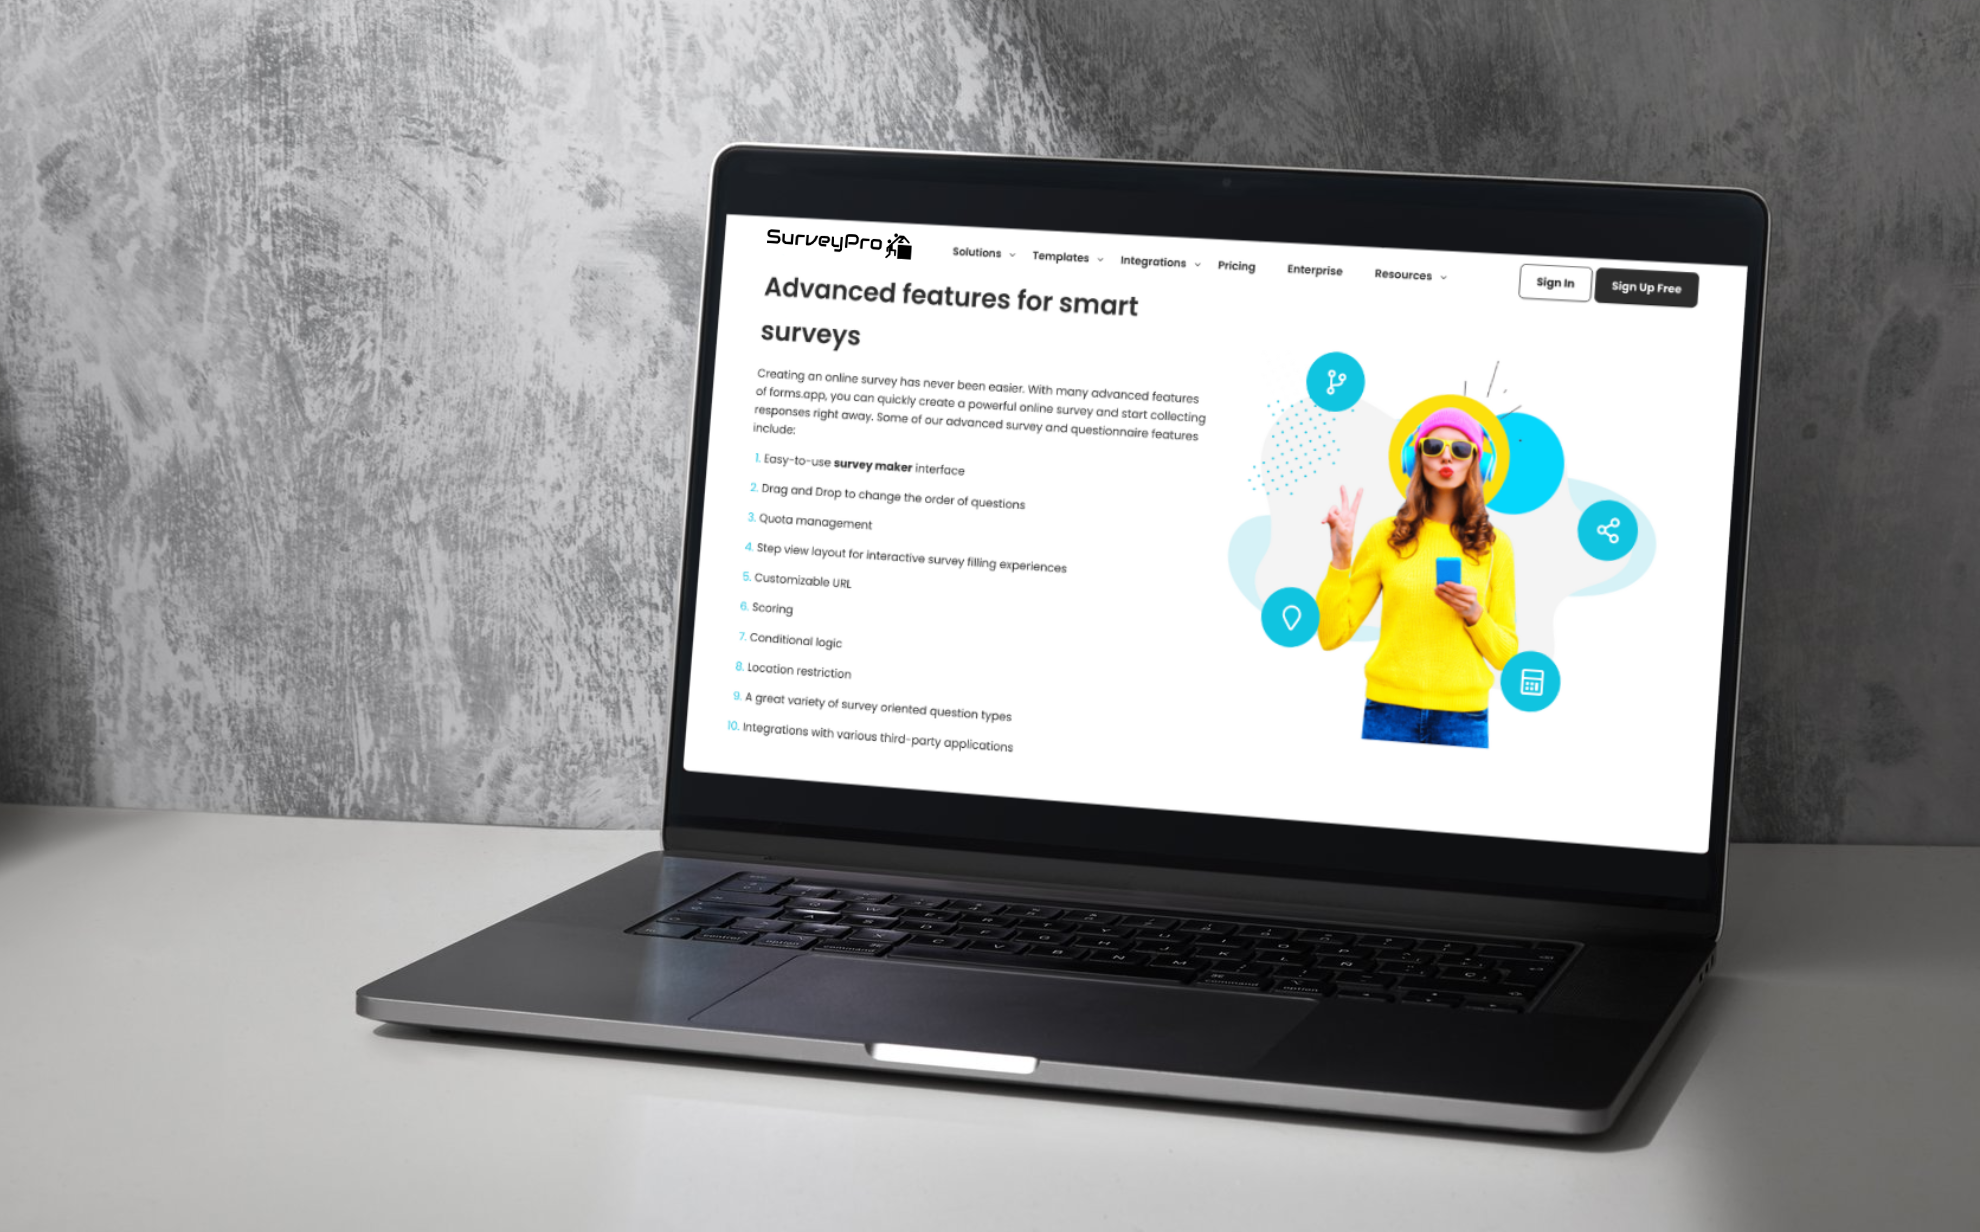 SurveyPro
Solutions Templates Integrations Pricing Enterprise Resources
Sign In
Sign Up Free
Advanced features for smart
surveys
Creating an online survey has never been easier. With many advanced features
of forms.app, you can quickly create a powerful online survey and start collecting
responses right away. Some of our advanced survey and questionnaire features
include:
1. Easy-to-use survey maker interface
2. Drag and Drop to change the order of questions
3. Quota management
4. Step view layout for interactive survey filling experiences
5. Customizable URL
6. Scoring
7. Conditional logic
8. Location restriction
9. A great variety of survey oriented question types
10. Integrations with various third-party applications
control option command
command option